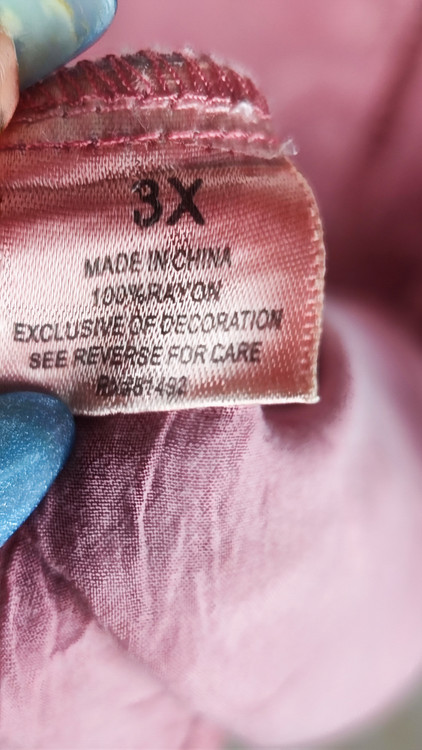 3X
MADE IN CHINA
100%RAYON
EXCLUSIVE OF DECORATION
SEE REVERSE FOR CARE